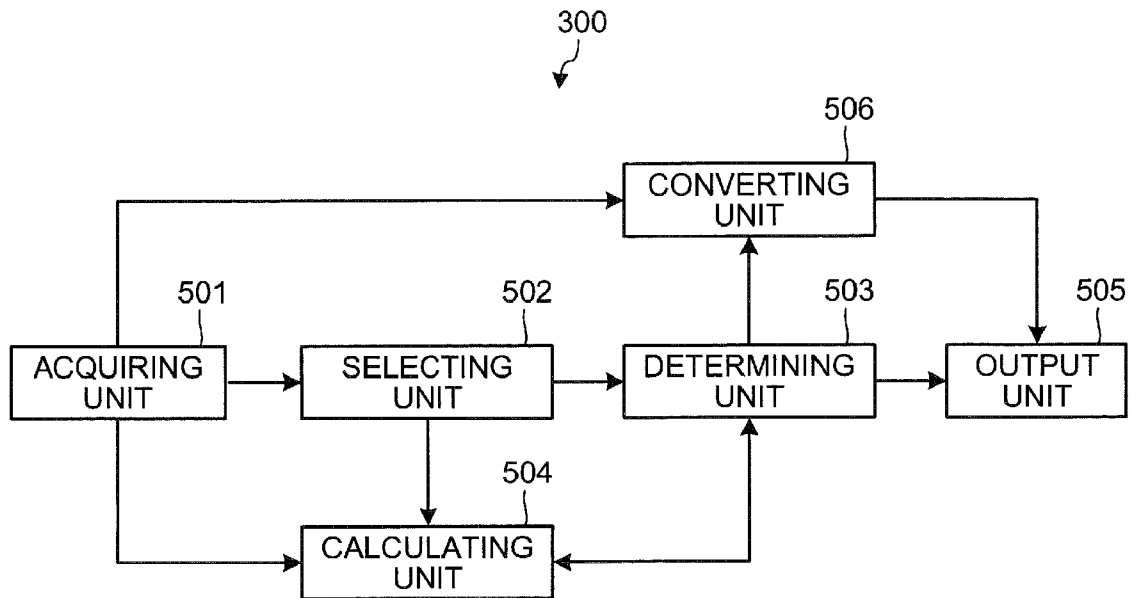 300
506
CONVERTING
UNIT
501
502
503
505
ACQUIRING
UNIT
SELECTING
UNIT
DETERMINING
UNIT
OUTPUT
UNIT
504
CALCULATING
UNIT